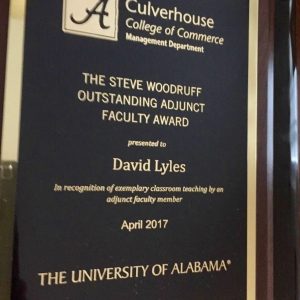 A
Culverhouse
College of Commerce
Management Department
THE STEVE WOODRUFF
OUTSTANDING ADJUNCT
FACULTY AWARD
presented to
David Lyles
In recognition of exemplary classroom teaching by an
adjunct faculty member
April 2017
THE UNIVERSITY OF ALABAMA®